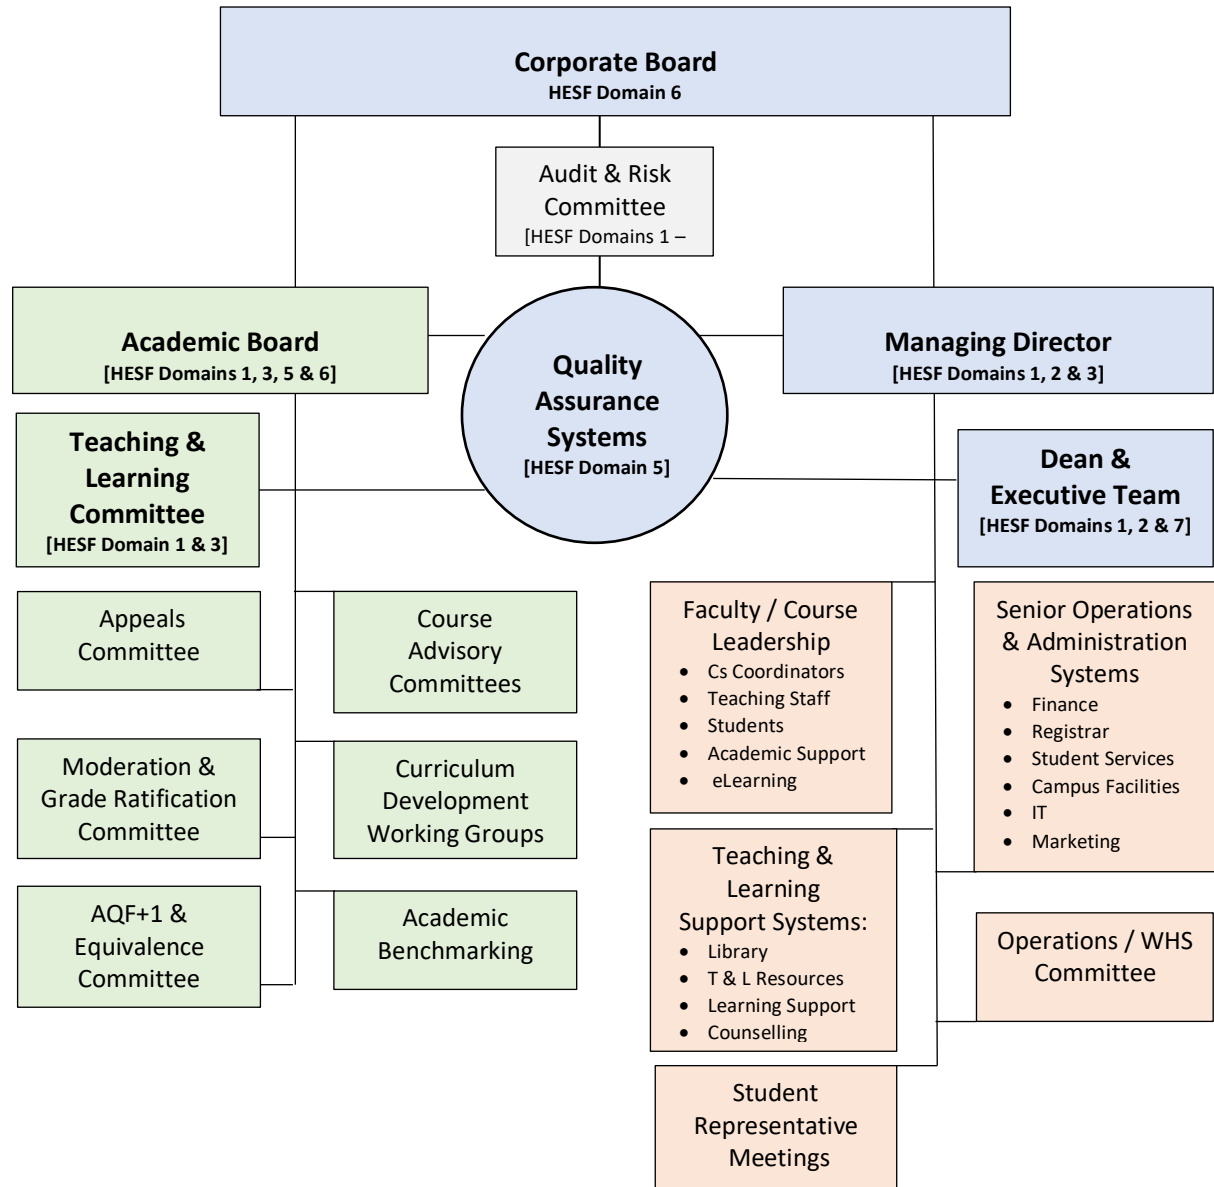 Corporate Board
HESF Domain 6
Audit & Risk
Committee
[HESF Domains 1 –
Academic Board
[HESF Domains 1, 3, 5 & 6]
Quality
Assurance
Systems
[HESF Domain 5]
Managing Director
[HESF Domains 1, 2 & 3]
Teaching &
Learning
Committee
[HESF Domain 1 & 3]
Dean &
Executive Team
[HESF Domains 1, 2 & 7]
Appeals
Committee
Course
Advisory
Committees
Moderation &
Grade Ratification
Committee
Curriculum
Development
Working Groups
AQF+1 &
Equivalence
Committee
Academic
Benchmarking
Faculty / Course
Leadership
• Cs Coordinators
• Teaching Staff
• Students
• Academic Support
• eLearning
Senior Operations
& Administration
Systems
• Finance
• Registrar
• Student Services
• Campus Facilities
• IT
• Marketing
Teaching &
Learning
Support Systems:
• Library
• T & L Resources
• Learning Support
• Counselling
Operations / WHS
Committee
Student
Representative
Meetings